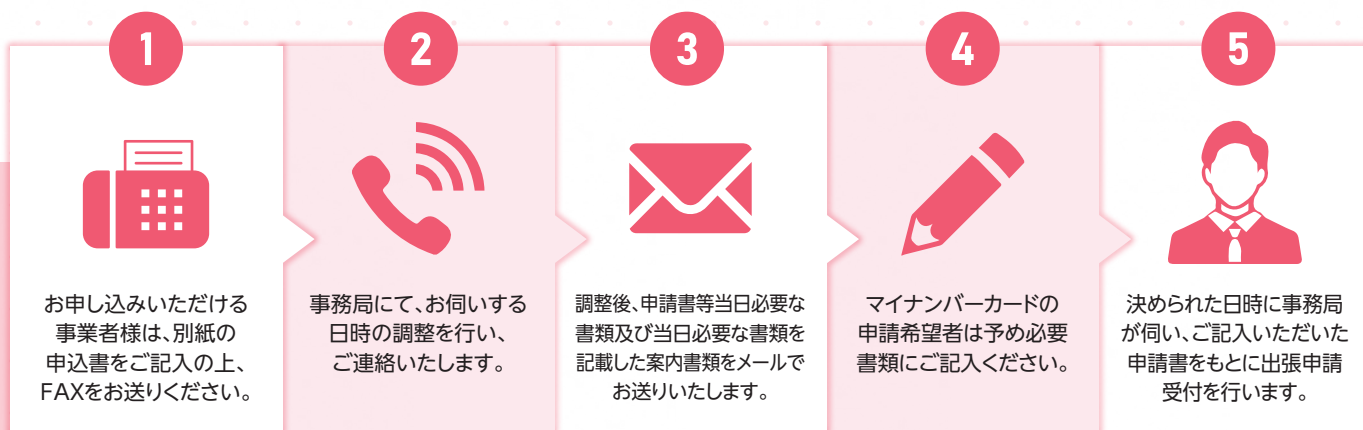 1
お申し込みいただける
事業者様は、別紙の
申込書をご記入の上、
FAXをお送りください。
2
事務局にて、お伺いする
日時の調整を行い、
ご連絡いたします。
3
調整後、申請書等当日必要な
書類及び当日必要な書類を
記載した案内書類をメールで
お送りいたします。
4
マイナンバーカードの
申請希望者は予め必要
書類にご記入ください。
5
決められた日時に事務局
が伺い、ご記入いただいた
申請書をもとに出張申請
受付を行います。